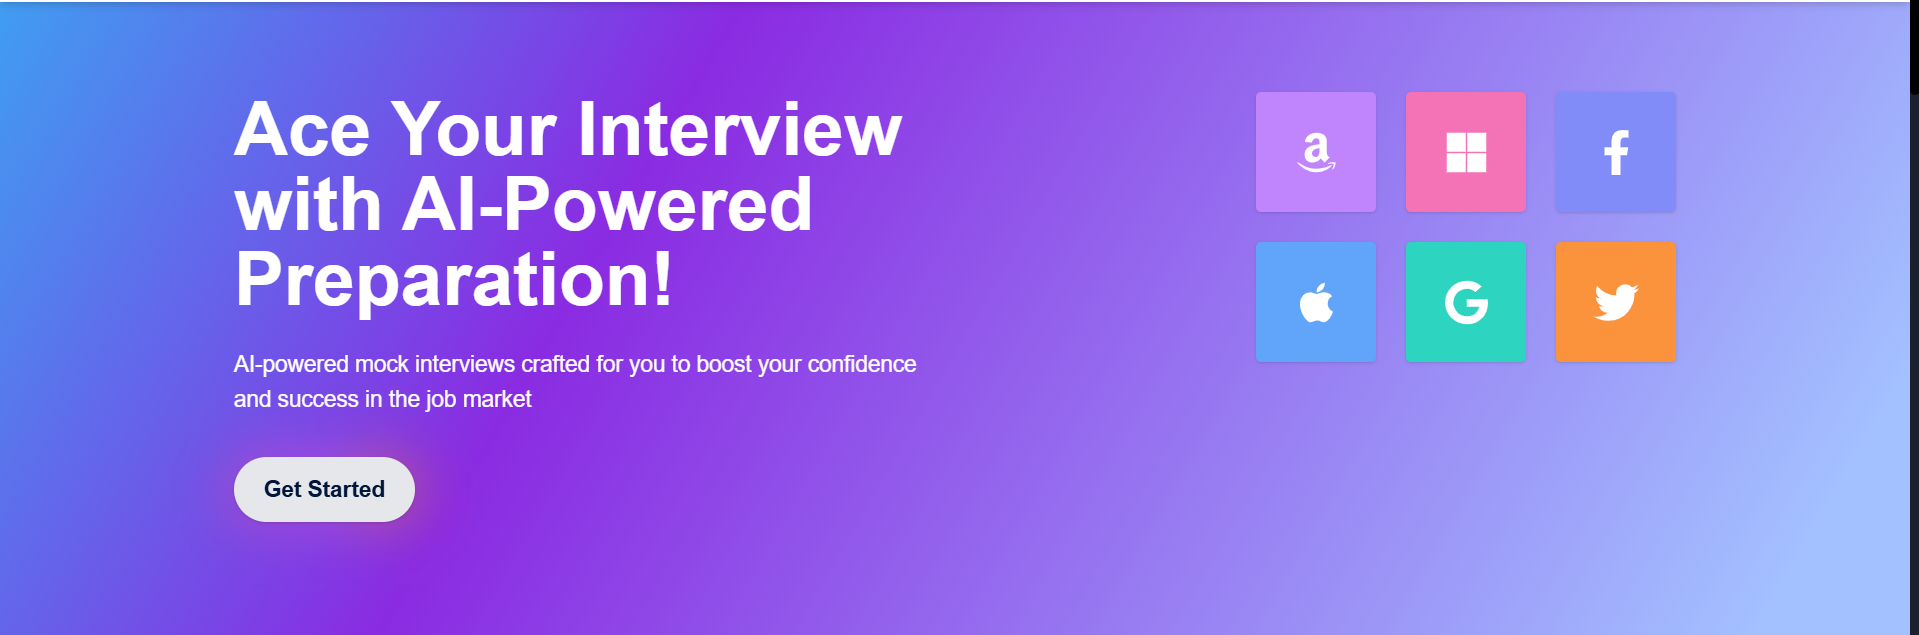 Ace Your Interview
with AI-Powered
Preparation!
AI-powered mock interviews crafted for you to boost your confidence
and success in the job market
Get Started